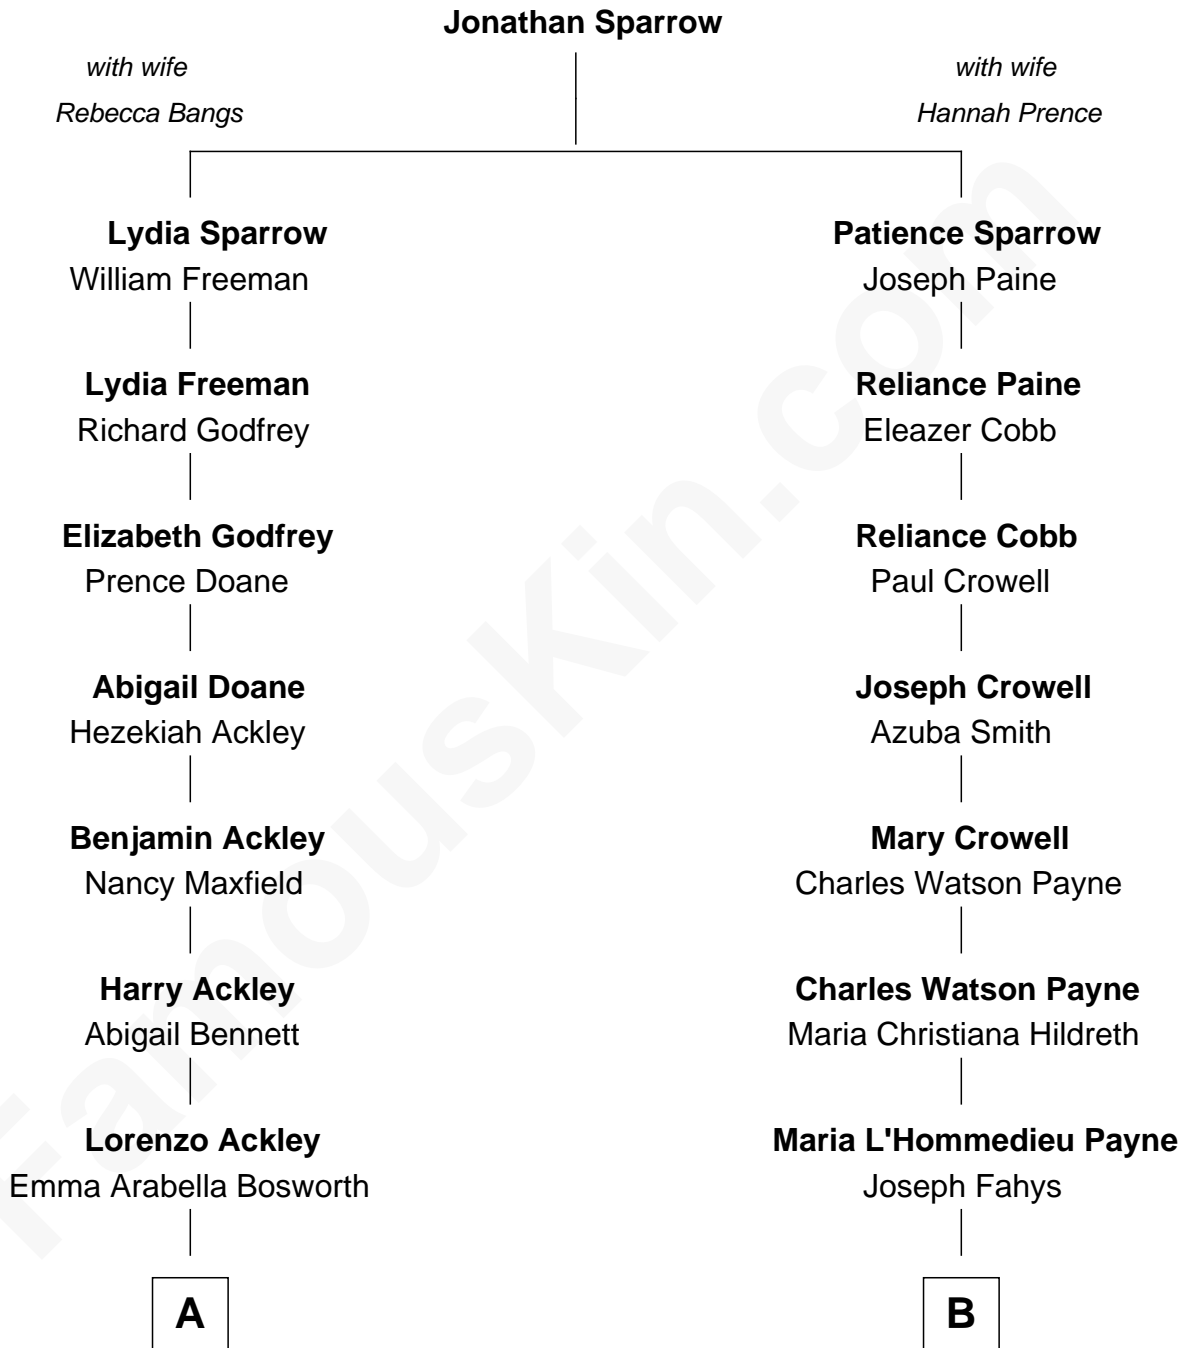 Jonathan Sparrow
with wife
Rebecca Bangs
with wife
Hannah Prence
Lydia Sparrow
William Freeman
Patience Sparrow
Joseph Paine
Lydia Freeman
Richard Godfrey
Reliance Paine
Eleazer Cobb
Elizabeth Godfrey
Prence Doane
Reliance Cobb
Paul Crowell
Abigail Doane
Hezekiah Ackley
Joseph Crowell
Azuba Smith
Benjamin Ackley
Nancy Maxfield
Mary Crowell
Charles Watson Payne
Harry Ackley
Abigail Bennett
Charles Watson Payne
Maria Christiana Hildreth
Lorenzo Ackley
Emma Arabella Bosworth
Maria L'Hommedieu Payne
Joseph Fahys
A
B
FamousKin.com